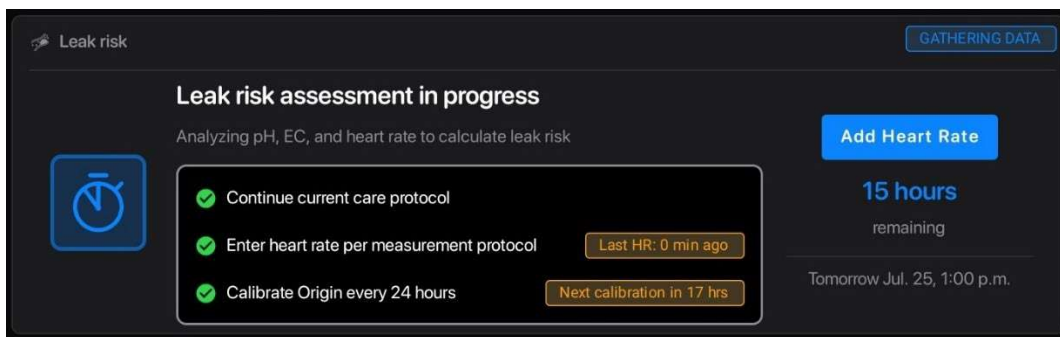 Leak risk
GATHERING DATA
Leak risk assessment in progress
Analyzing pH, EC, and heart rate to calculate leak risk
Continue current care protocol
Enter heart rate per measurement protocol
Last HR: 0 min ago
Calibrate Origin every 24 hours
Next calibration in 17 hrs
Add Heart Rate
15 hours
remaining
Tomorrow Jul. 25, 1:00 p.m.